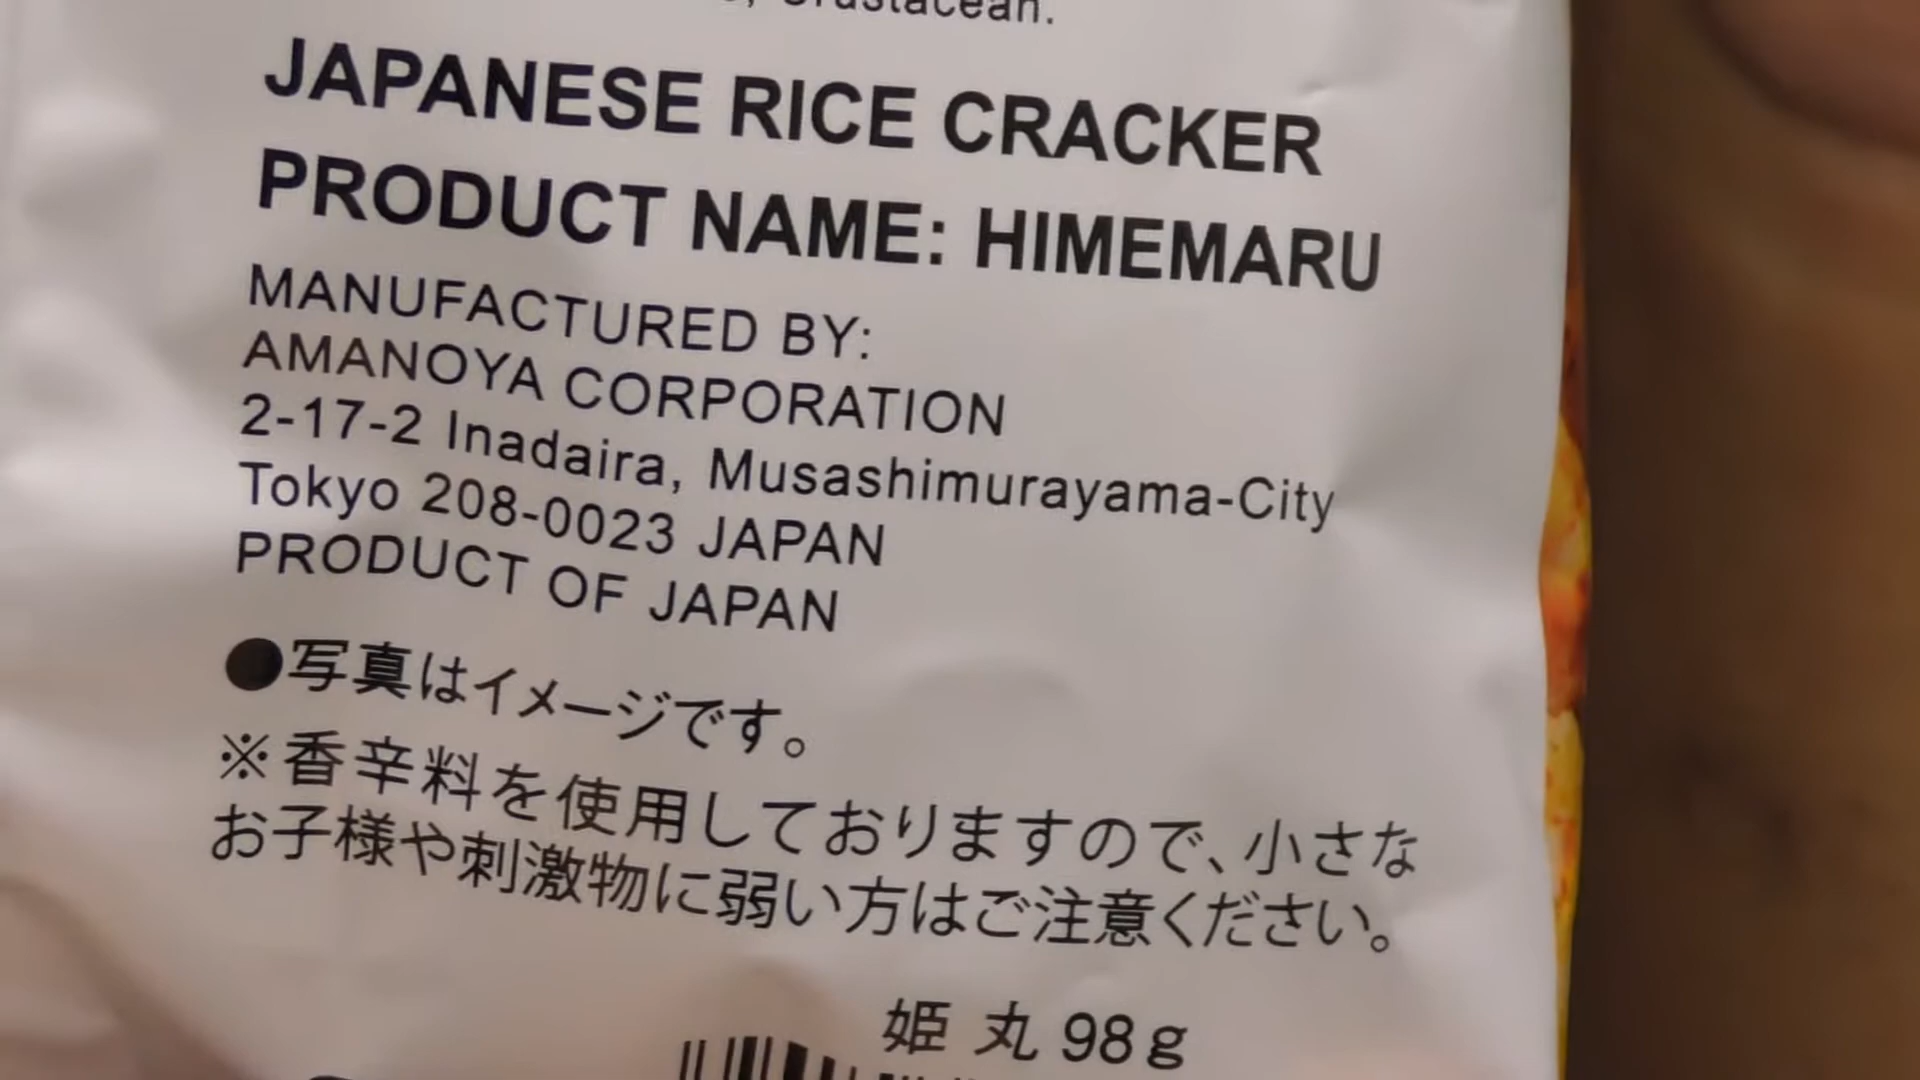 Crustacean.
JAPANESE RICE CRACKER
PRODUCT NAME: HIMEMARU
MANUFACTURED BY:
AMANOYA CORPORATION
2-17-2 Inadaira, Musashimurayama-City
Tokyo 208-0023 JAPAN
PRODUCT OF JAPAN
●写真はイメージです。
※香辛料を使用しておりますので、小さな
お子様や刺激物に弱い方はご注意ください。
姫丸 98g